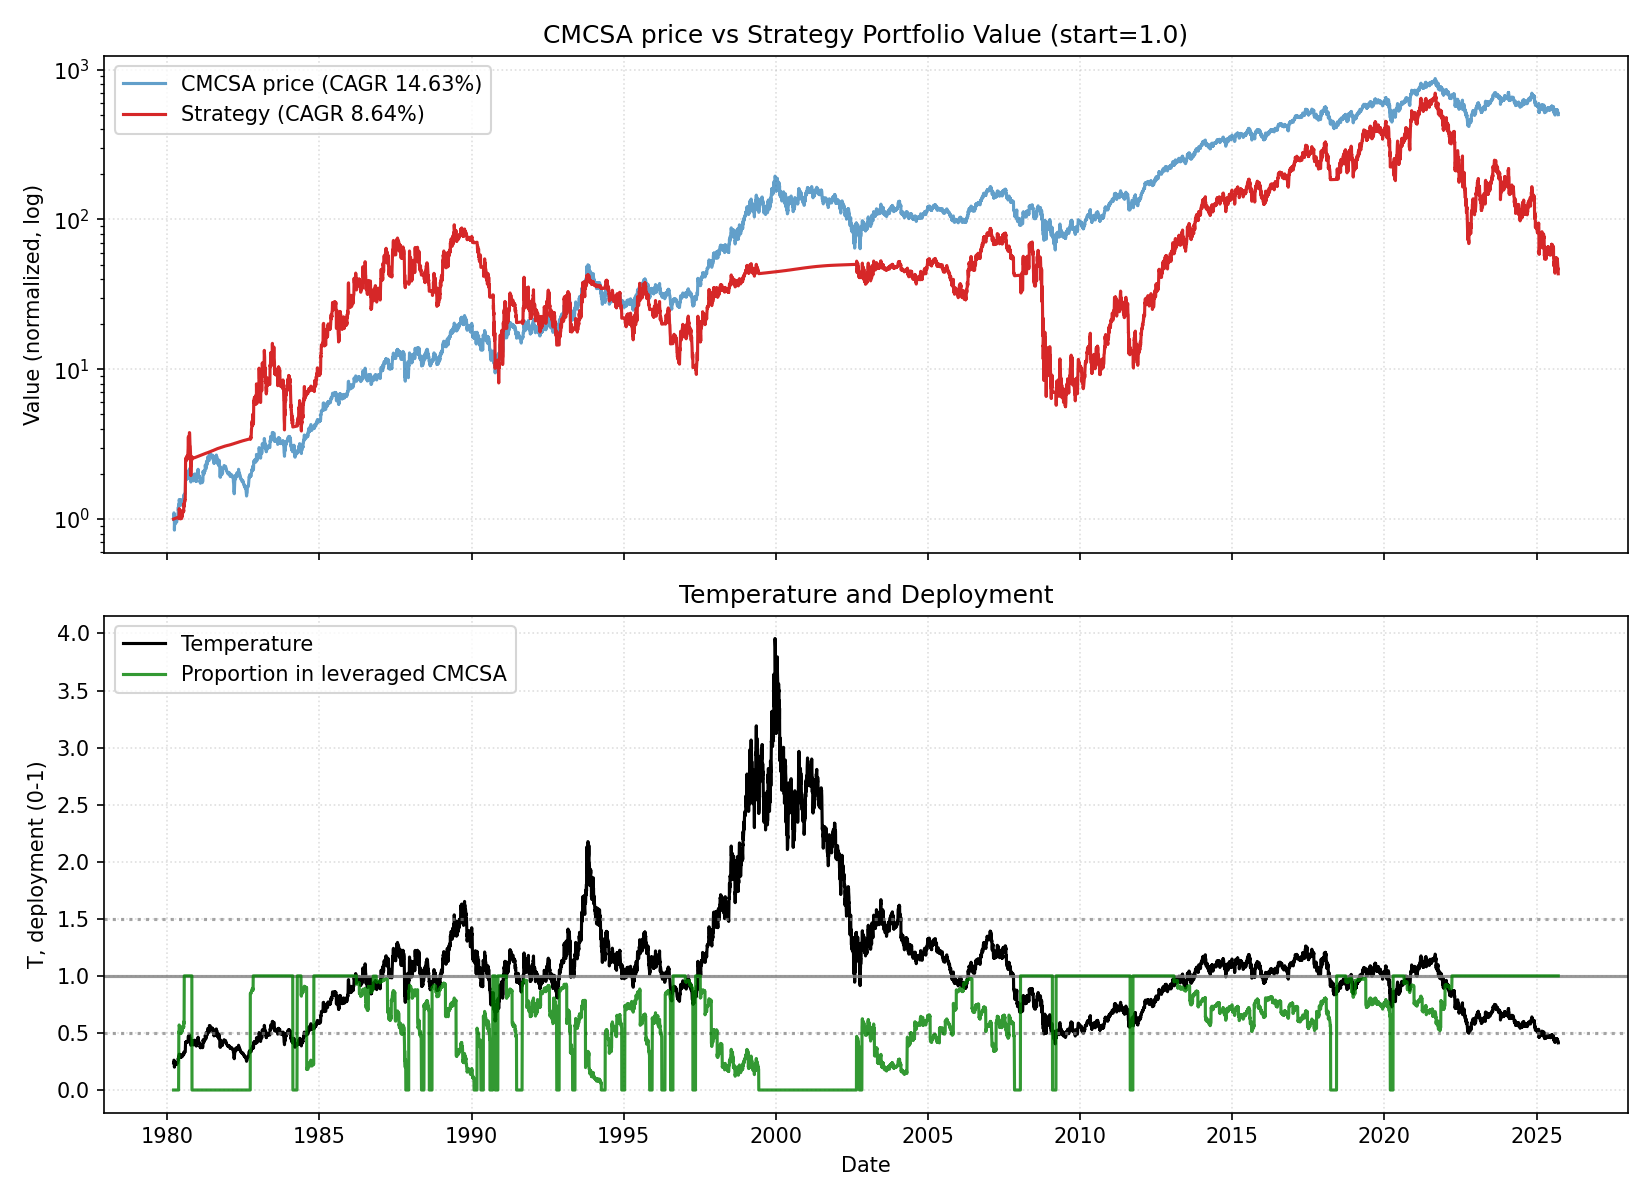 CMCSA price vs Strategy Portfolio Value (start=1.0)
CMCSA price (CAGR 14.63%)
Strategy (CAGR 8.64%)
Value (normalized, log)
10³
10²
10¹
10⁰
Temperature and Deployment
Temperature
Proportion in leveraged CMCSA
T, deployment (0-1)
4.0
3.5
3.0
2.5
2.0
1.5
1.0
0.5
0.0
1980 1985 1990 1995 2000 2005 2010 2015 2020 2025
Date